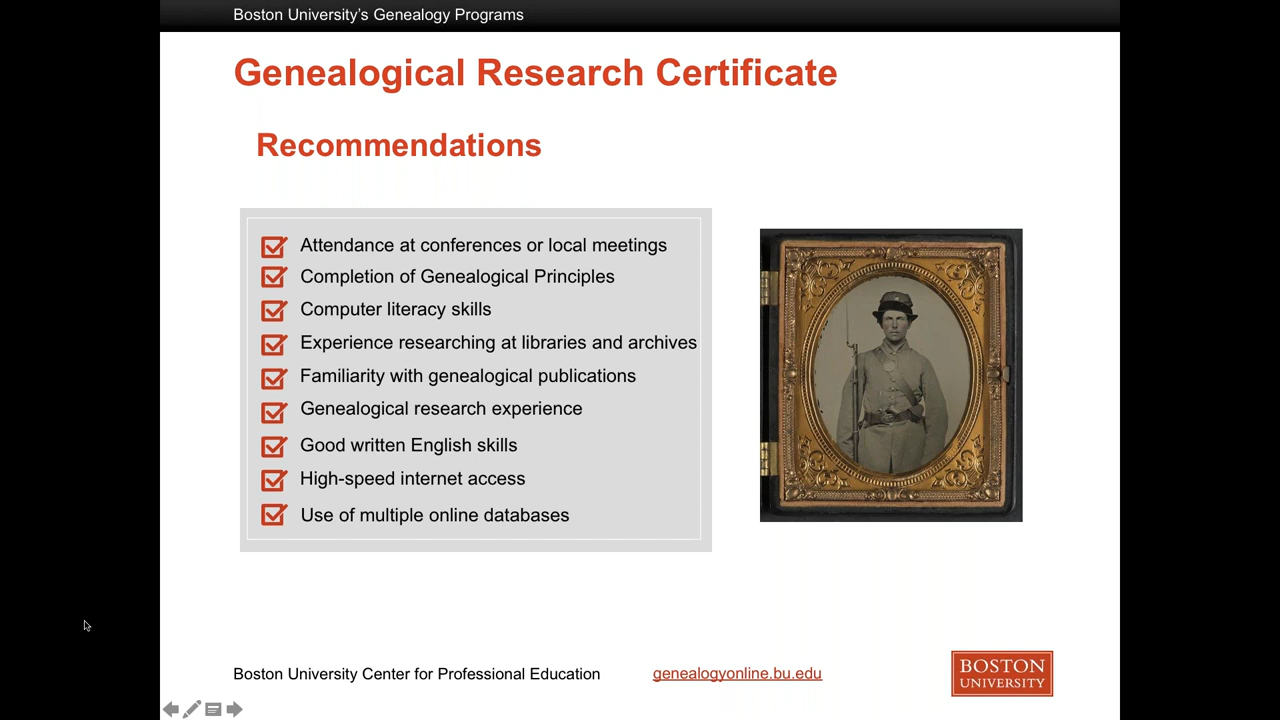 Boston University’s Genealogy Programs
Genealogical Research Certificate
Recommendations
Attendance at conferences or local meetings
Completion of Genealogical Principles
Computer literacy skills
Experience researching at libraries and archives
Familiarity with genealogical publications
Genealogical research experience
Good written English skills
High-speed internet access
Use of multiple online databases
Boston University Center for Professional Education genealogyonline.bu.edu
BOSTON
UNIVERSITY